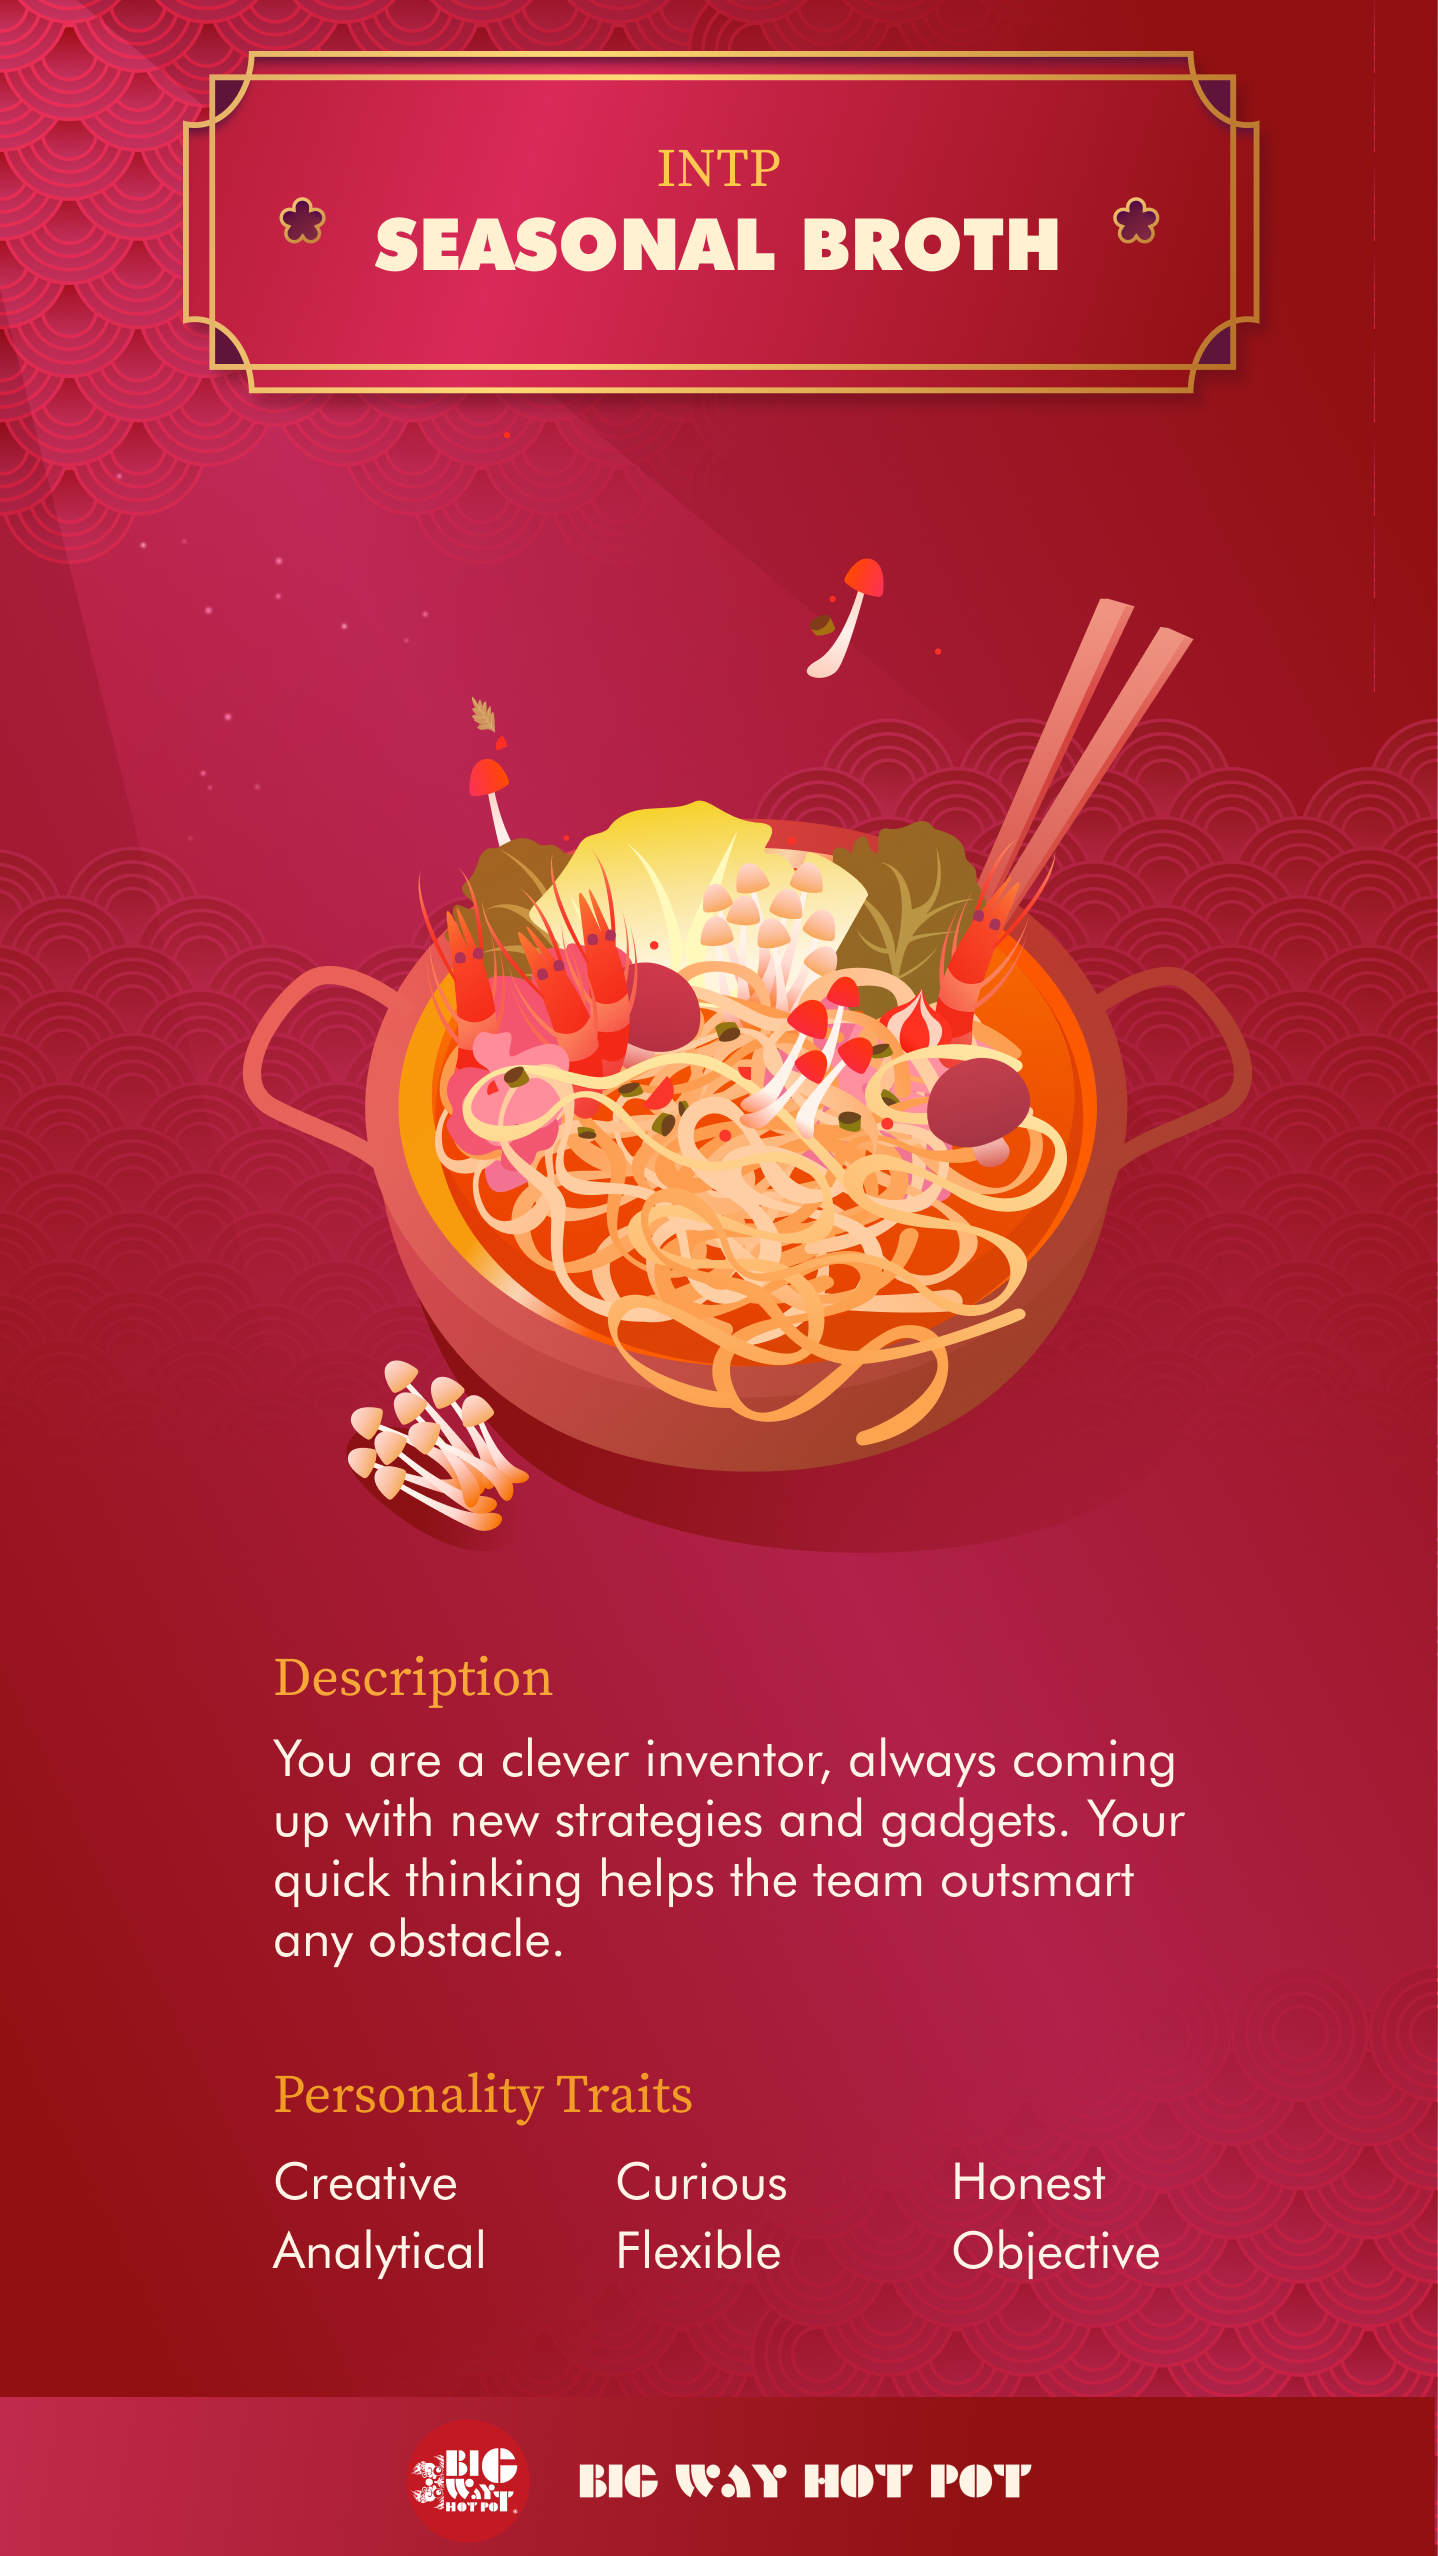 INTP
SEASONAL BROTH
Description
You are a clever inventor, always coming
up with new strategies and gadgets. Your
quick thinking helps the team outsmart
any obstacle.
Personality Traits
Creative Curious Honest
Analytical Flexible Objective
BIG
WAY
HOT POT
BIG WAY HOT POT